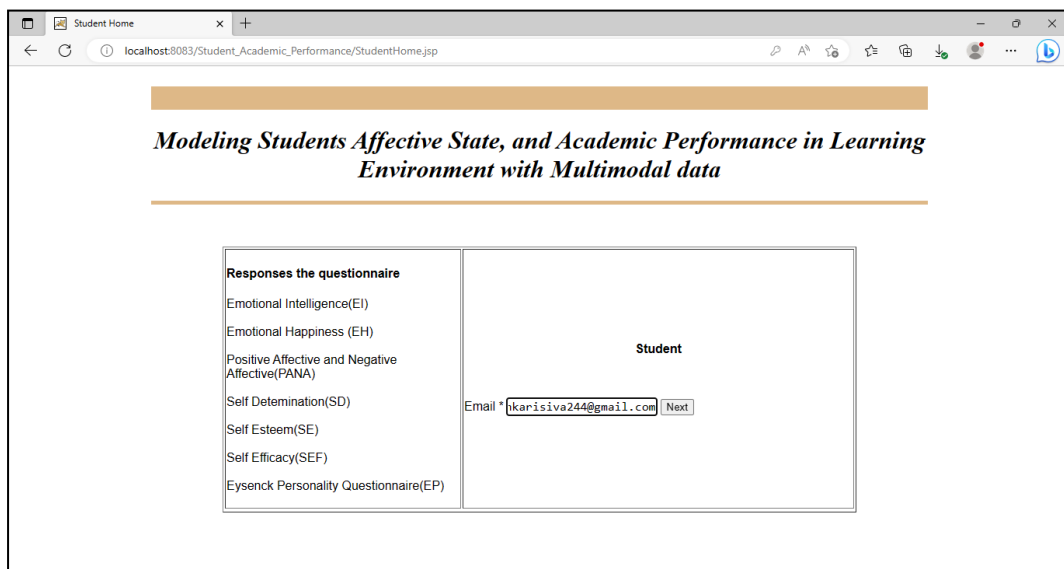 Student Home
localhost:8083/Student_Academic_Performance/StudentHome.jsp
Modeling Students Affective State, and Academic Performance in Learning
Environment with Multimodal data
Responses the questionnaire
Emotional Intelligence(EI)
Emotional Happiness (EH)
Positive Affective and Negative
Affective(PANA)
Self Detemination(SD)
Self Esteem(SE)
Self Efficacy(SEF)
Eysenck Personality Questionnaire(EP)
Student
Email * nkarisiva244@gmail.com Next